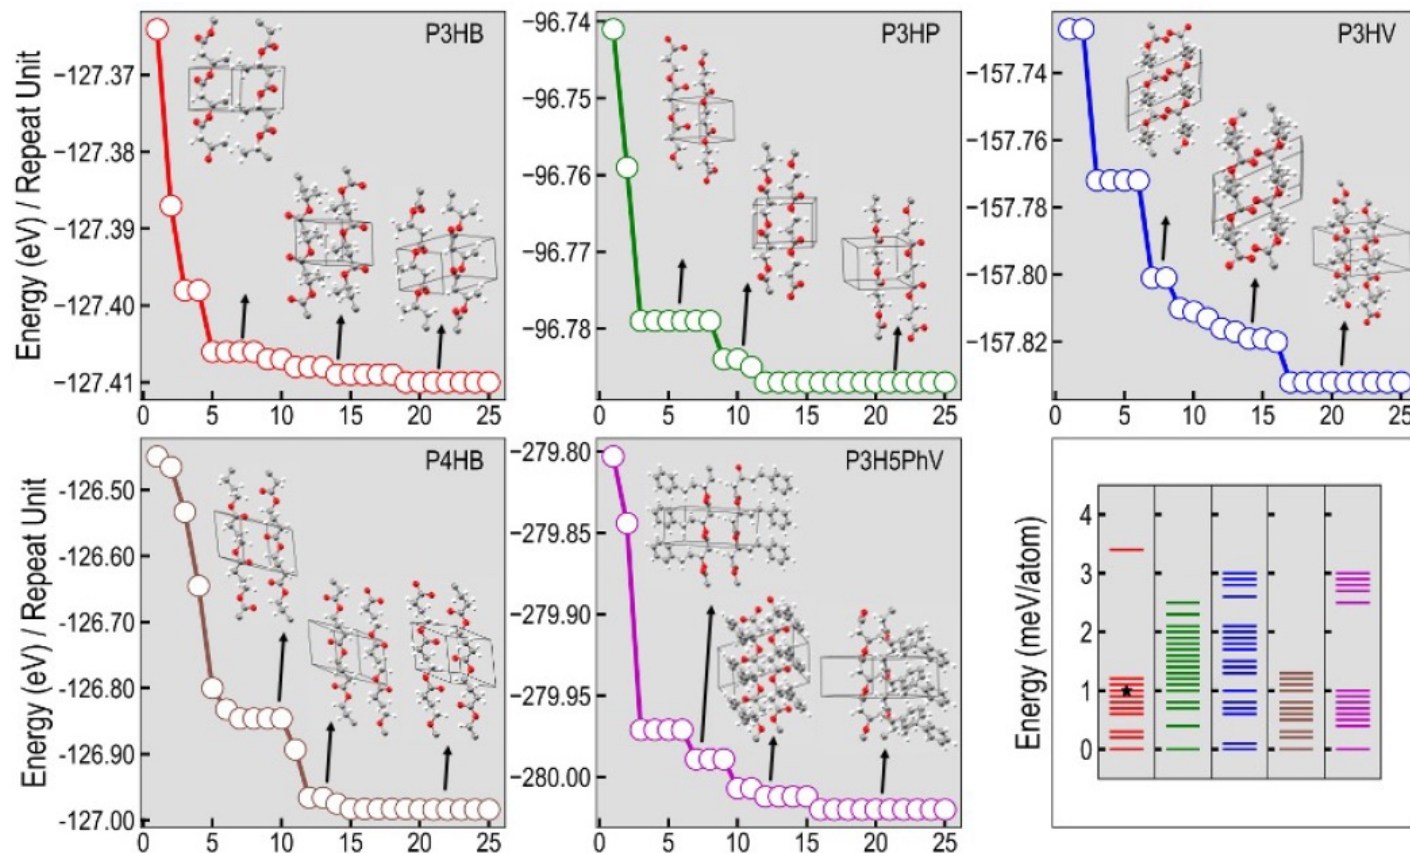 P3HB
P3HP
P3HV
Energy (eV) / Repeat Unit
−127.37
−127.38
−127.39
−127.40
−127.41
0 5 10 15 20 25
−96.74
−96.75
−96.76
−96.77
−96.78
0 5 10 15 20 25
−157.74
−157.76
−157.78
−157.80
−157.82
0 5 10 15 20 25
P4HB
P3H5PhV
Energy (eV) / Repeat Unit
-126.50
-126.60
-126.70
-126.80
-126.90
-127.00
0 5 10 15 20 25
−279.80
−279.85
−279.90
−279.95
−280.00
0 5 10 15 20 25
Energy (meV/atom)
4
3
2
1
0